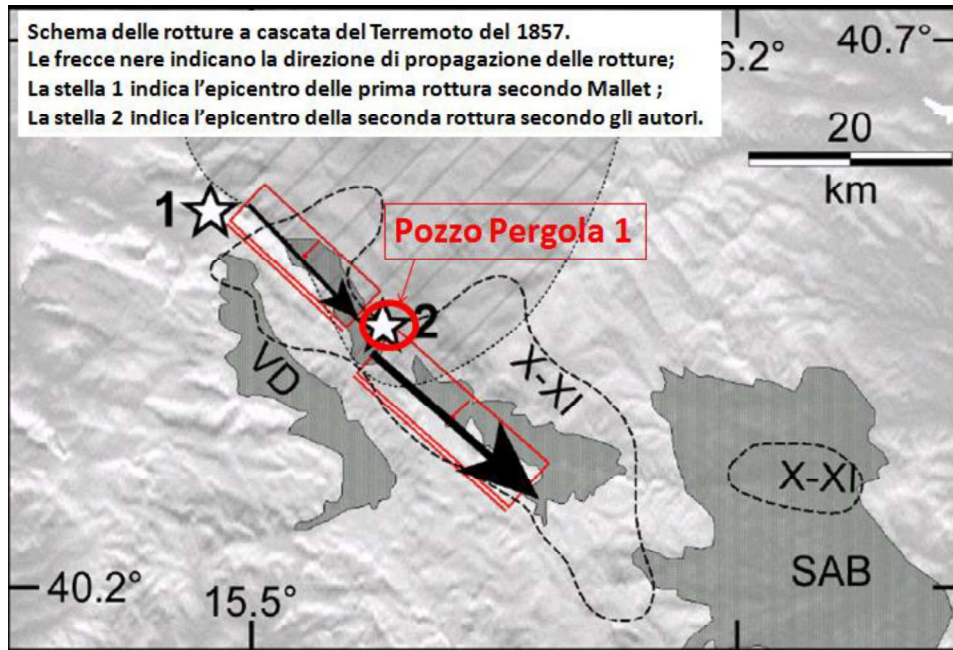 Schema delle rotture a cascata del Terremoto del 1857.
Le frecce nere indicano la direzione di propagazione delle rotture;
La stella 1 indica l'epicentro delle prima rottura secondo Mallet ;
La stella 2 indica l'epicentro della seconda rottura secondo gli autori.
40.7°
20
km
1
Pozzo Pergola 1
2
VD
X-XI
X-XI
SAB
40.2°
15.5°